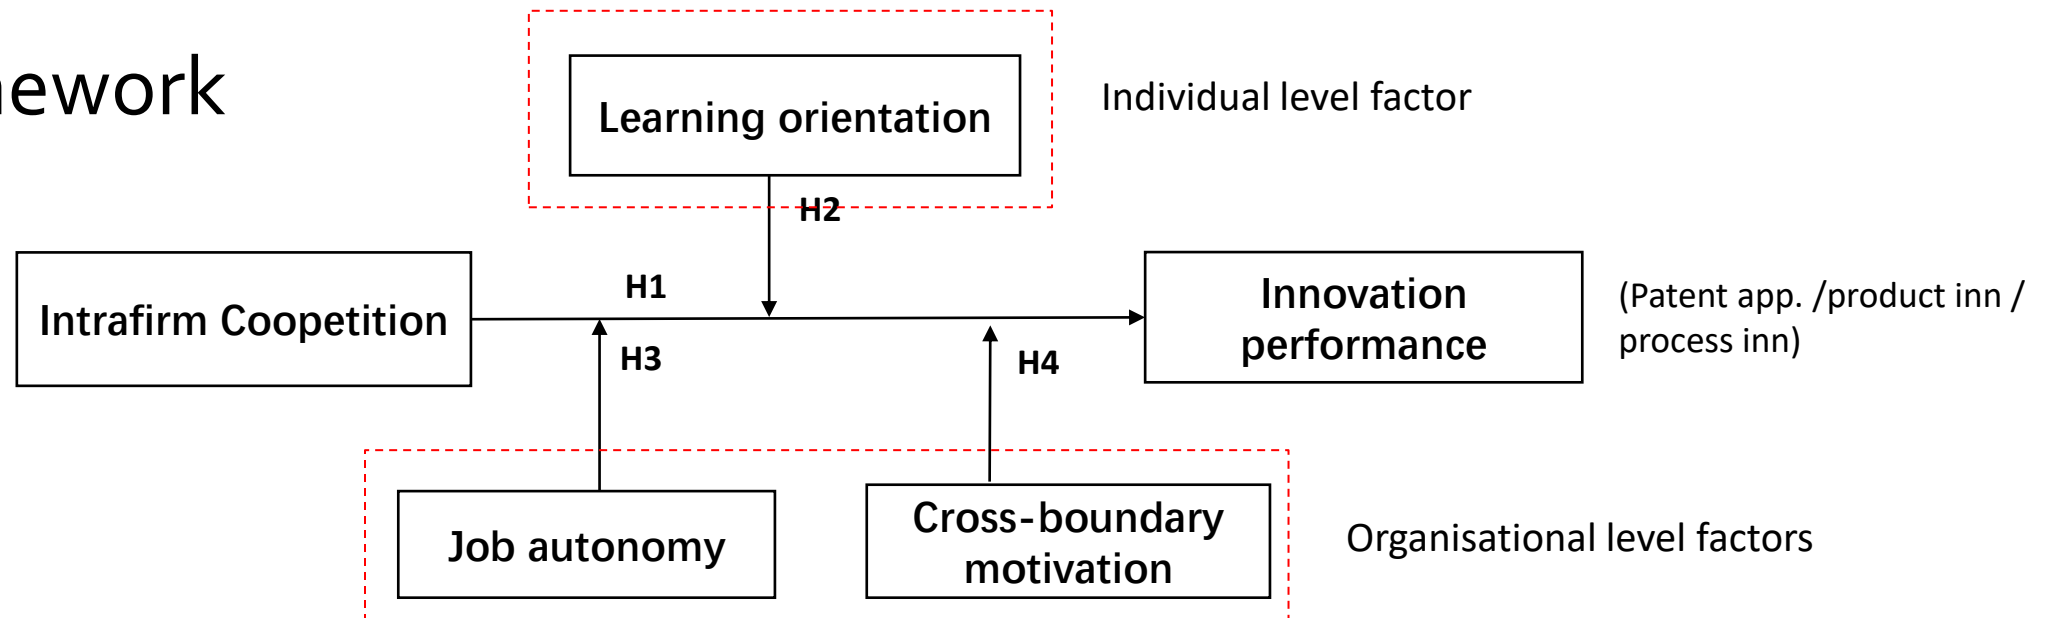 ework
Learning orientation
Individual level factor
H2
H1
Intrafirm Coopetition
Innovation
performance
(Patent app. /product inn /
process inn)
H3
H4
Job autonomy
Cross-boundary
motivation
Organisational level factors